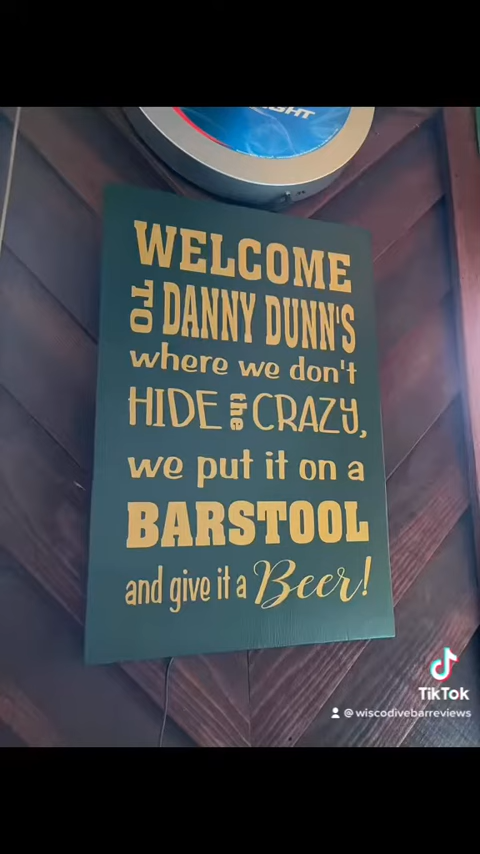 LIGHT
WELCOME
TO DANNY DUNN'S
where we don't
HIDE the CRAZY,
we put it on a
BARSTOOL
and give it a Beer!
TikTok
@wiscodivebarreviews